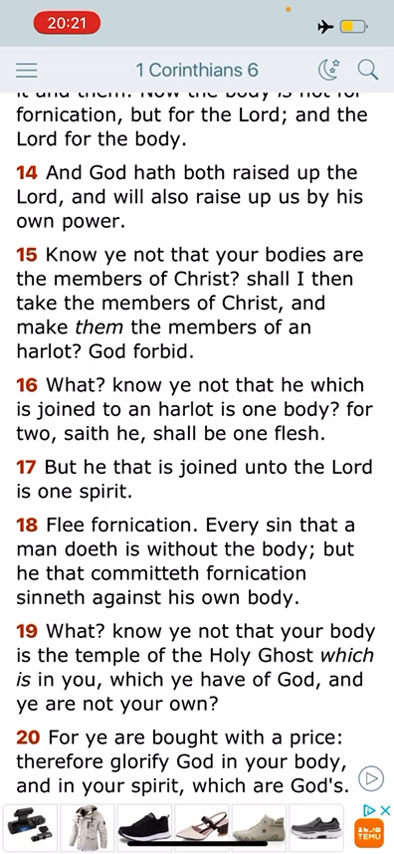 20:21
1 Corinthians 6
it and them. Now the body is not for
fornication, but for the Lord; and the
Lord for the body.
14 And God hath both raised up the
Lord, and will also raise up us by his
own power.
15 Know ye not that your bodies are
the members of Christ? shall I then
take the members of Christ, and
make them the members of an
harlot? God forbid.
16 What? know ye not that he which
is joined to an harlot is one body? for
two, saith he, shall be one flesh.
17 But he that is joined unto the Lord
is one spirit.
18 Flee fornication. Every sin that a
man doeth is without the body; but
he that committeth fornication
sinneth against his own body.
19 What? know ye not that your body
is the temple of the Holy Ghost which
is in you, which ye have of God, and
ye are not your own?
20 For ye are bought with a price:
therefore glorify God in your body,
and in your spirit, which are God's.
TEMU